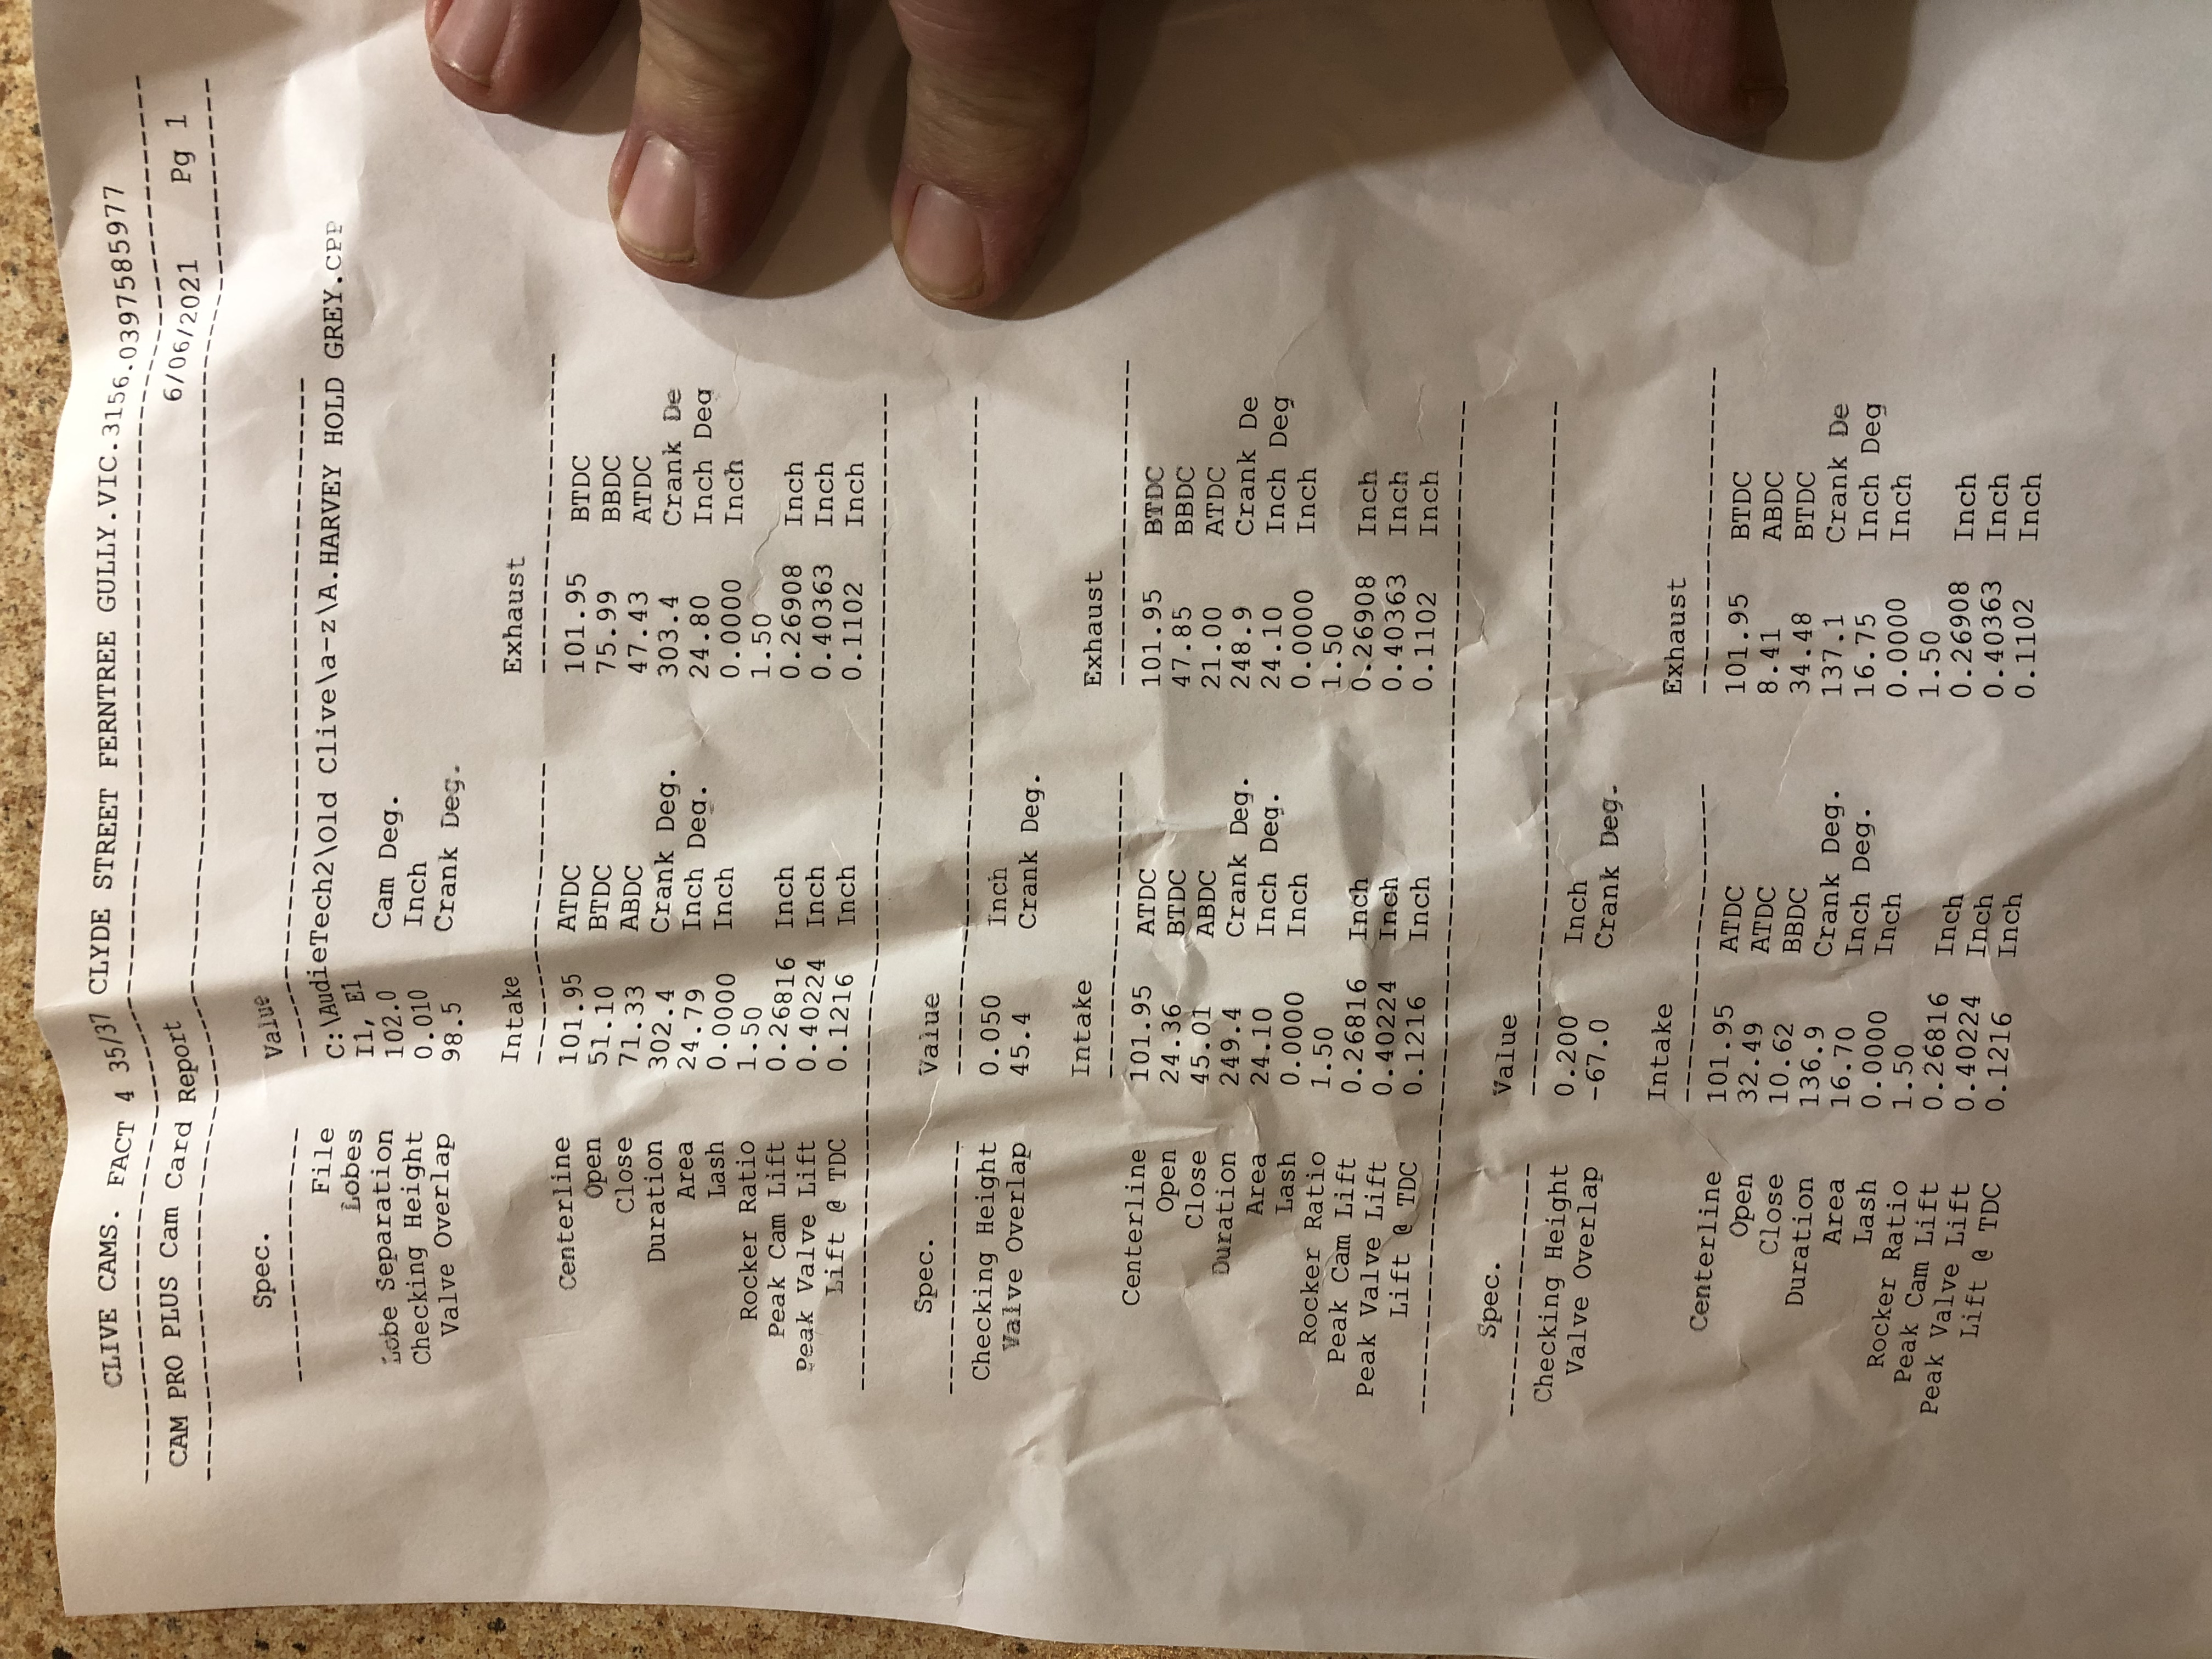 CLIVE CAMS. FACT 4 35/37 CLYDE STREET FERNTREE GULLY.VIC.3156.0397585977
--------------------------------------------------------------------------------
CAM PRO PLUS Cam Card Report 6/06/2021 Pg 1
--------------------------------------------------------------------------------
Spec. Value
--------------- ----------------------------------------
File C:\AudieTech2\Old Clive\a-z\A.HARVEY HOLD GREY.CPP
Lobes I1, E1
Lobe Separation 102.0 Cam Deg.
Checking Height 0.010 Inch
Valve Overlap 98.5 Crank Deg.
Intake Exhaust
------------------ -------------------
Centerline 101.95 ATDC 101.95 BTDC
Open 51.10 BTDC 75.99 BBDC
Close 71.33 ABDC 47.43 ATDC
Duration 302.4 Crank Deg. 303.4 Crank De
Area 24.79 Inch Deg. 24.80 Inch Deg
Lash 0.0000 Inch 0.0000 Inch
Rocker Ratio 1.50 1.50
Peak Cam Lift 0.26816 Inch 0.26908 Inch
Peak Valve Lift 0.40224 Inch 0.40363 Inch
Lift @ TDC 0.1216 Inch 0.1102 Inch
------------------------------------------------------------
Spec. Value
--------------- ----------------------------------------
Checking Height 0.050 Inch
Valve Overlap 45.4 Crank Deg.
Intake Exhaust
------------------ -------------------
Centerline 101.95 ATDC 101.95 BTDC
Open 24.36 BTDC 47.85 BBDC
Close 45.01 ABDC 21.00 ATDC
Duration 249.4 Crank Deg. 248.9 Crank De
Area 24.10 Inch Deg. 24.10 Inch Deg
Lash 0.0000 Inch 0.0000 Inch
Rocker Ratio 1.50 1.50
Peak Cam Lift 0.26816 Inch 0.26908 Inch
Peak Valve Lift 0.40224 Inch 0.40363 Inch
Lift @ TDC 0.1216 Inch 0.1102 Inch
------------------------------------------------------------
Spec. Value
--------------- ----------------------------------------
Checking Height 0.200 Inch
Valve Overlap -67.0 Crank Deg.
Intake Exhaust
------------------ -------------------
Centerline 101.95 ATDC 101.95 BTDC
Open 32.49 ATDC 8.41 ABDC
Close 10.62 BBDC 34.48 BTDC
Duration 136.9 Crank Deg. 137.1 Crank De
Area 16.70 Inch Deg. 16.75 Inch Deg
Lash 0.0000 Inch 0.0000 Inch
Rocker Ratio 1.50 1.50
Peak Cam Lift 0.26816 Inch 0.26908 Inch
Peak Valve Lift 0.40224 Inch 0.40363 Inch
Lift @ TDC 0.1216 Inch 0.1102 Inch